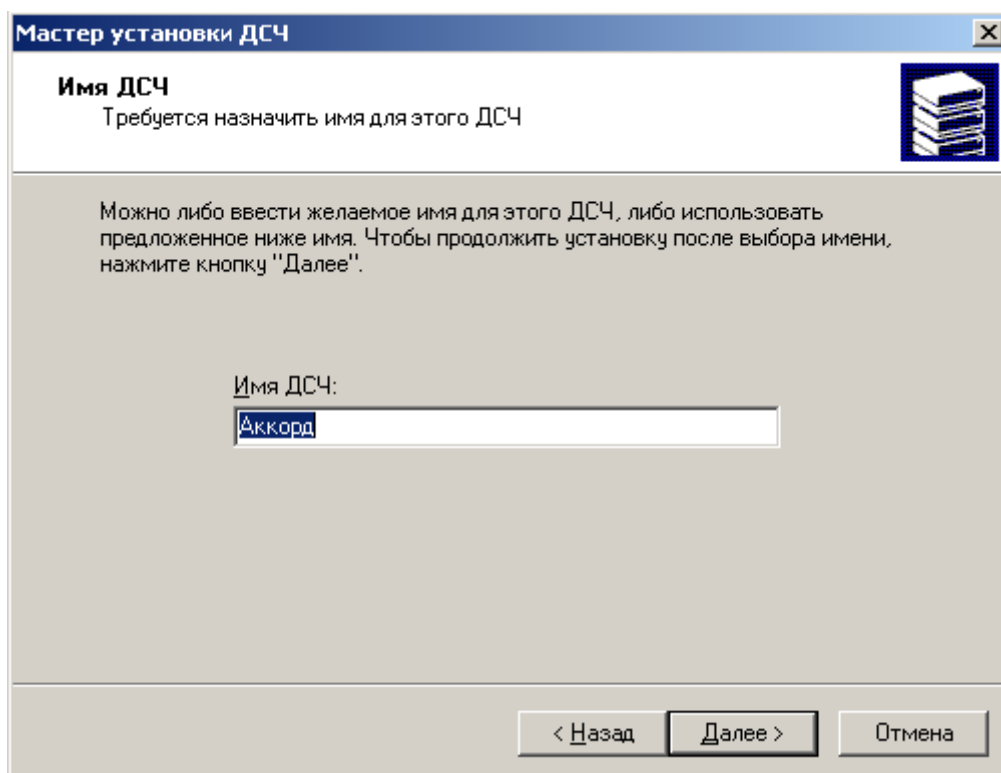 Мастер установки ДСЧ
Имя ДСЧ
Требуется назначить имя для этого ДСЧ
Можно либо ввести желаемое имя для этого ДСЧ, либо использовать
предложенное ниже имя. Чтобы продолжить установку после выбора имени,
нажмите кнопку "Далее".
Имя ДСЧ:
Аккорд
< Назад
Далее >
Отмена